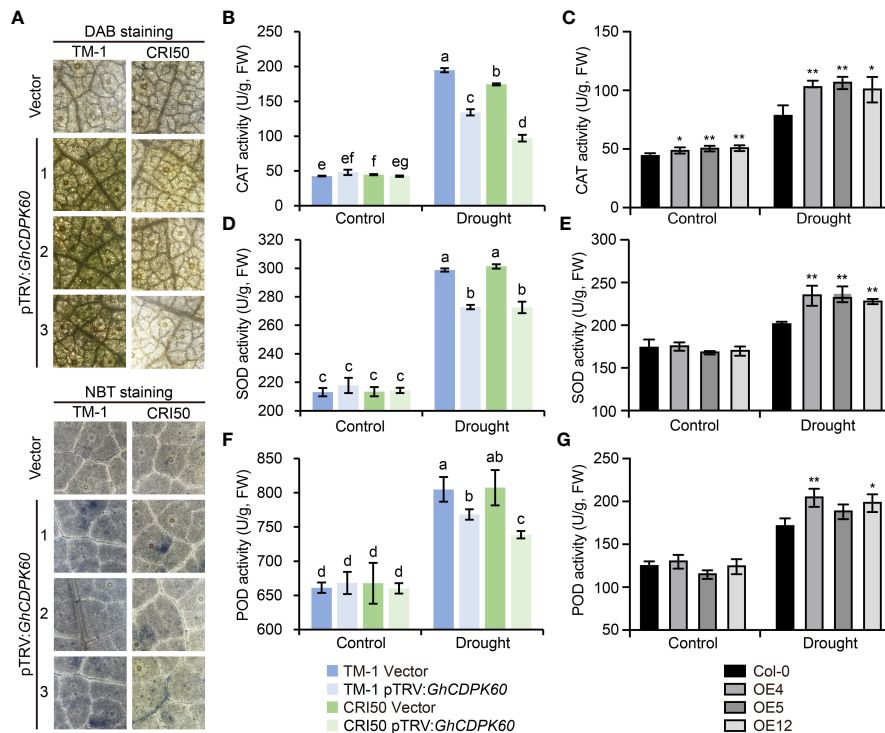 A
DAB staining
TM-1 CRI50
Vector
pTRV:GhCDPK60
1
2
3
NBT staining
TM-1 CRI50
Vector
pTRV:GhCDPK60
1
2
3
B
CAT activity (U/g, FW)
250
200
150
100
50
0
e ef f eg
a c b d
Control Drought
C
CAT activity (U/g, FW)
150
100
50
0
* ** **
** ** *
Control Drought
D
SOD activity (U/g, FW)
320
300
280
260
240
220
200
c c c c
a b a b
Control Drought
E
SOD activity (U/g, FW)
300
250
200
150
100
** ** **
Control Drought
F
POD activity (U/g, FW)
850
800
750
700
650
600
d d d d
a b ab c
Control Drought
TM-1 Vector
TM-1 pTRV:GhCDPK60
CRI50 Vector
CRI50 pTRV:GhCDPK60
G
POD activity (U/g, FW)
250
200
150
100
50
** *
Control Drought
Col-0
OE4
OE5
OE12